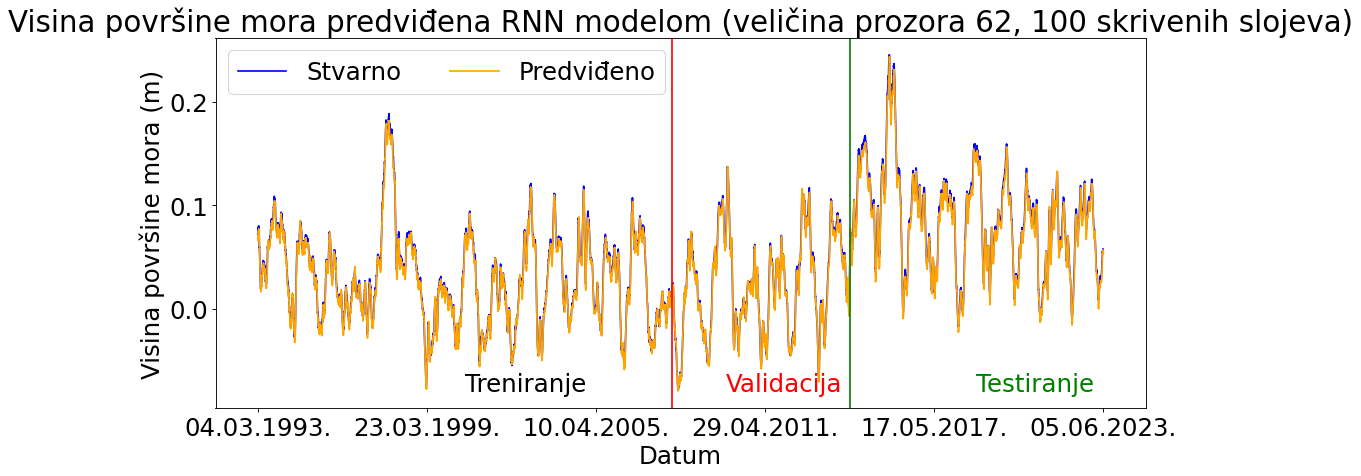 Visina površine mora predviđena RNN modelom (veličina prozora 62, 100 skrivenih slojeva)
Stvarno Predviđeno
Visina površine mora (m)
0.2
0.1
0.0
Treniranje Validacija Testiranje
04.03.1993. 23.03.1999. 10.04.2005. 29.04.2011. 17.05.2017. 05.06.2023.
Datum